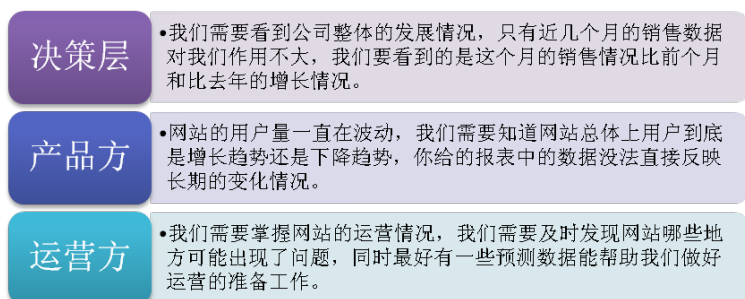 决策层
•我们需要看到公司整体的发展情况，只有近几个月的销售数据
对我们作用不大，我们要看到的是这个月的销售情况比前个月
和比去年的增长情况。
产品方
•网站的用户量一直在波动，我们需要知道网站总体上用户到底
是增长趋势还是下降趋势，你给的报表中的数据没法直接反映
长期的变化情况。
运营方
•我们需要掌握网站的运营情况，我们需要及时发现网站哪些地
方可能出现了问题，同时最好有一些预测数据能帮助我们做好
运营的准备工作。